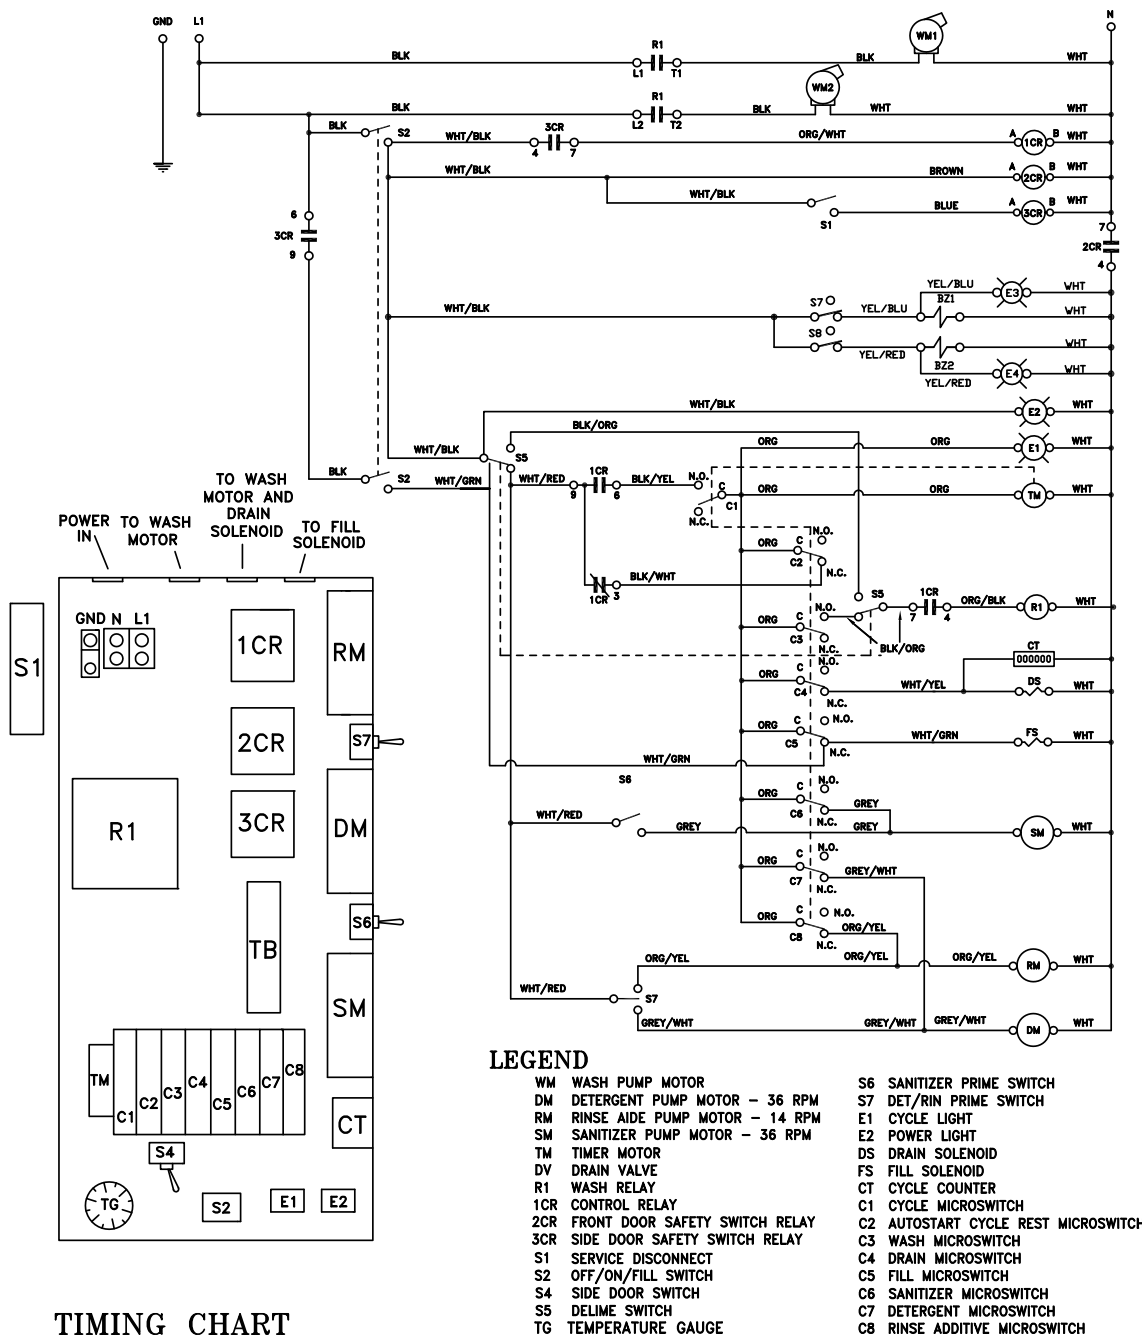 GND L1 N
R1 WM1
BLK L1 T1 BLK WHT
R1 WM2
BLK L2 T2 BLK WHT WHT
BLK S2 WHT/BLK 3CR 4 7 ORG/WHT A 1CR B WHT
WHT/BLK BROWN A 2CR B WHT
WHT/BLK S1 BLUE A 3CR B WHT
6 3CR 9
7 2CR 4
YEL/BLU E3 WHT
WHT/BLK S7 YEL/BLU BZ1 WHT
S8 YEL/RED BZ2 WHT
YEL/RED E4 WHT
WHT/BLK E2 WHT
BLK/ORG
WHT/BLK S5 ORG ORG E1 WHT
BLK S2 WHT/GRN WHT/RED 9 1CR 6 BLK/YEL N.O. C C1 N.C. ORG ORG TM WHT
ORG C C2 N.O. N.C.
1CR 3 BLK/WHT
ORG C C3 N.O. N.C. S5 7 1CR 4 ORG/BLK R1 WHT
BLK/ORG
CT 000000
ORG C C4 N.O. N.C. WHT/YEL DS WHT
ORG C C5 N.O. N.C. WHT/GRN FS WHT
WHT/GRN
S6
ORG C C6 N.O. N.C. GREY
WHT/RED GREY GREY SM WHT
ORG C C7 N.O. N.C. GREY/WHT
ORG C C8 N.O. N.C. ORG/YEL
ORG/YEL ORG/YEL ORG/YEL RM WHT
WHT/RED S7
GREY/WHT GREY/WHT GREY/WHT DM WHT
POWER
IN
TO WASH
MOTOR
TO WASH
MOTOR AND
DRAIN
SOLENOID
TO FILL
SOLENOID
S1
GND N L1
1CR
RM
2CR
S7
3CR
R1
DM
S6
TB
SM
TM C1 C2 C3 C4 C5 C6 C7 C8
CT
S4
TG
S2
E1
E2
LEGEND
WM WASH PUMP MOTOR
DM DETERGENT PUMP MOTOR - 36 RPM
RM RINSE AIDE PUMP MOTOR - 14 RPM
SM SANITIZER PUMP MOTOR - 36 RPM
TM TIMER MOTOR
DV DRAIN VALVE
R1 WASH RELAY
1CR CONTROL RELAY
2CR FRONT DOOR SAFETY SWITCH RELAY
3CR SIDE DOOR SAFETY SWITCH RELAY
S1 SERVICE DISCONNECT
S2 OFF/ON/FILL SWITCH
S4 SIDE DOOR SWITCH
S5 DELIME SWITCH
TG TEMPERATURE GAUGE
S6 SANITIZER PRIME SWITCH
S7 DET/RIN PRIME SWITCH
E1 CYCLE LIGHT
E2 POWER LIGHT
DS DRAIN SOLENOID
FS FILL SOLENOID
CT CYCLE COUNTER
C1 CYCLE MICROSWITCH
C2 AUTOSTART CYCLE REST MICROSWITCH
C3 WASH MICROSWITCH
C4 DRAIN MICROSWITCH
C5 FILL MICROSWITCH
C6 SANITIZER MICROSWITCH
C7 DETERGENT MICROSWITCH
C8 RINSE ADDITIVE MICROSWITCH
TIMING CHART